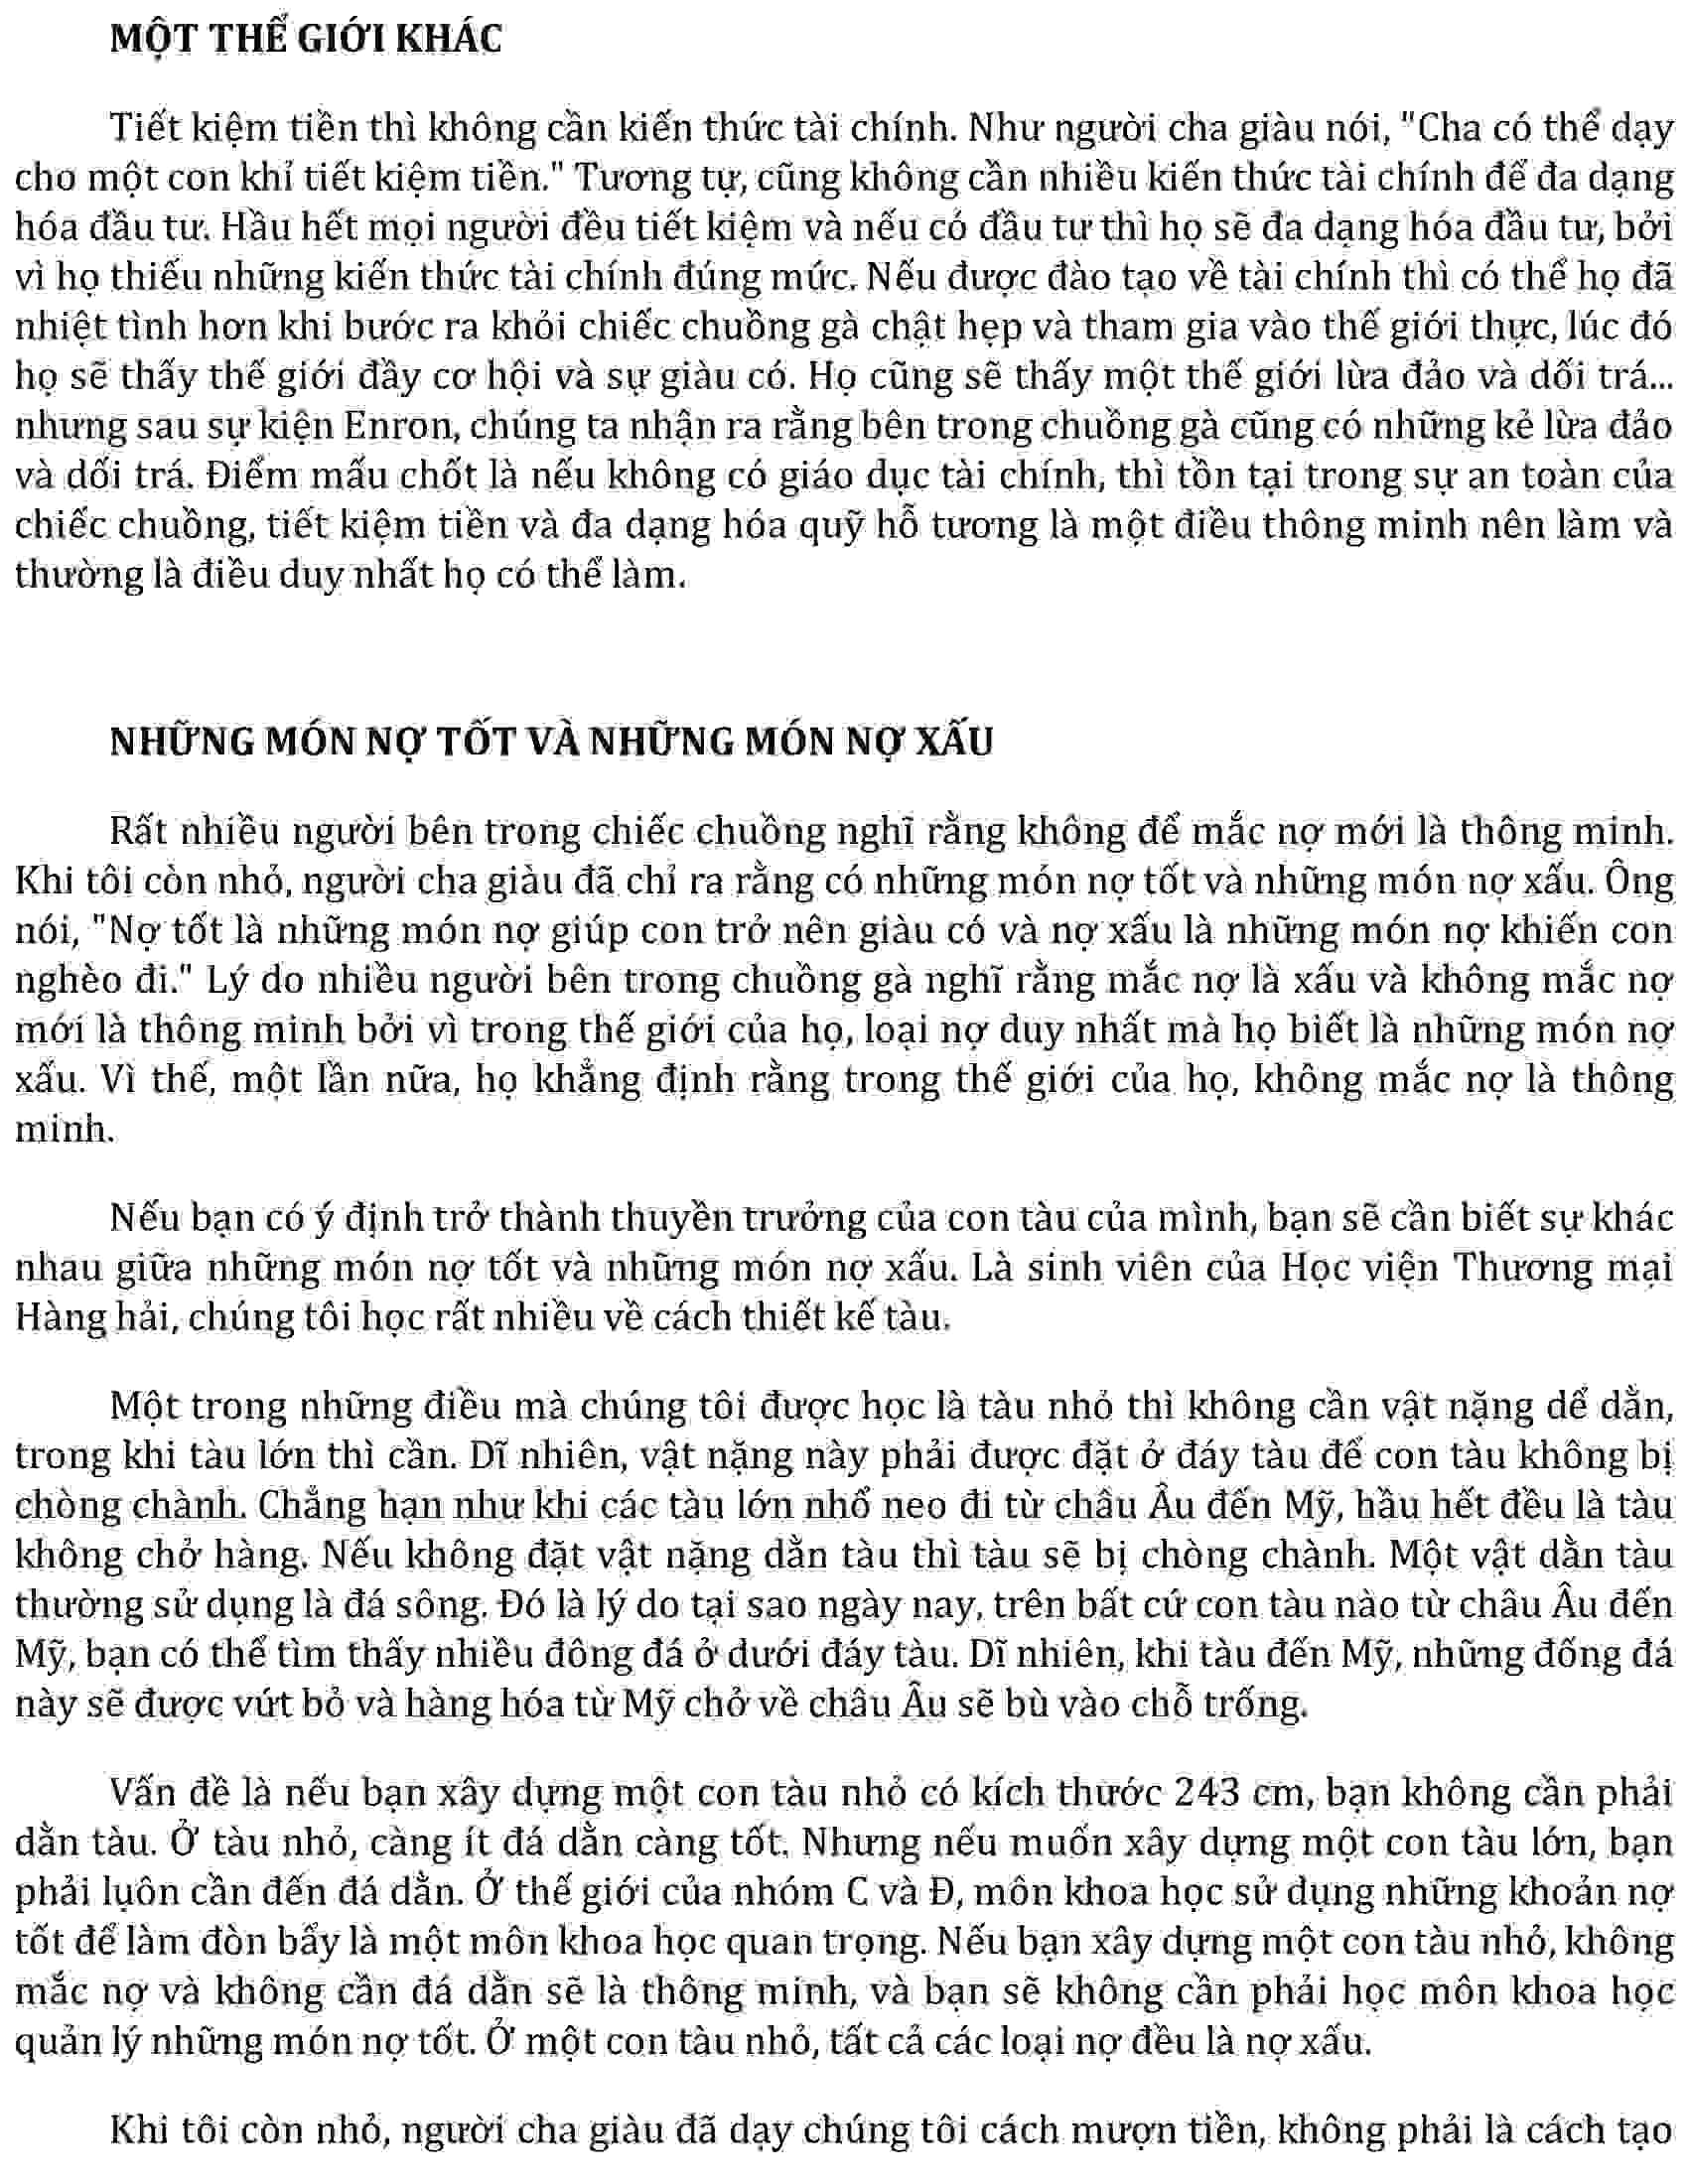 MỘT THẾ GIỚI KHÁC
Tiết kiệm tiền thì không cần kiến thức tài chính. Như người cha giàu nói, "Cha có thể dạy
cho một con khỉ tiết kiệm tiền." Tương tự, cũng không cần nhiều kiến thức tài chính để đa dạng
hóa đầu tư. Hầu hết mọi người đều tiết kiệm và nếu có đầu tư thì họ sẽ đa dạng hóa đầu tư, bởi
vì họ thiếu những kiến thức tài chính đúng mức. Nếu được đào tạo về tài chính thì có thể họ đã
nhiệt tình hơn khi bước ra khỏi chiếc chuồng gà chật hẹp và tham gia vào thế giới thực, lúc đó
họ sẽ thấy thế giới đầy cơ hội và sự giàu có. Họ cũng sẽ thấy một thế giới lừa đảo và dối trá...
nhưng sau sự kiện Enron, chúng ta nhận ra rằng bên trong chuồng gà cũng có những kẻ lừa đảo
và dối trá. Điểm mấu chốt là nếu không có giáo dục tài chính, thì tồn tại trong sự an toàn của
chiếc chuồng, tiết kiệm tiền và đa dạng hóa quỹ hỗ tương là một điều thông minh nên làm và
thường là điều duy nhất họ có thể làm.
NHỮNG MÓN NỢ TỐT VÀ NHỮNG MÓN NỢ XẤU
Rất nhiều người bên trong chiếc chuồng nghĩ rằng không để mắc nợ mới là thông minh.
Khi tôi còn nhỏ, người cha giàu đã chỉ ra rằng có những món nợ tốt và những món nợ xấu. Ông
nói, "Nợ tốt là những món nợ giúp con trở nên giàu có và nợ xấu là những món nợ khiến con
nghèo đi." Lý do nhiều người bên trong chuồng gà nghĩ rằng mắc nợ là xấu và không mắc nợ
mới là thông minh bởi vì trong thế giới của họ, loại nợ duy nhất mà họ biết là những món nợ
xấu. Vì thế, một lần nữa, họ khẳng định rằng trong thế giới của họ, không mắc nợ là thông
minh.
Nếu bạn có ý định trở thành thuyền trưởng của con tàu của mình, bạn sẽ cần biết sự khác
nhau giữa những món nợ tốt và những món nợ xấu. Là sinh viên của Học viện Thương mại
Hàng hải, chúng tôi học rất nhiều về cách thiết kế tàu.
Một trong những điều mà chúng tôi được học là tàu nhỏ thì không cần vật nặng dể dằn,
trong khi tàu lớn thì cần. Dĩ nhiên, vật nặng này phải được đặt ở đáy tàu để con tàu không bị
chòng chành. Chẳng hạn như khi các tàu lớn nhổ neo đi từ châu Âu đến Mỹ, hầu hết đều là tàu
không chở hàng. Nếu không đặt vật nặng dằn tàu thì tàu sẽ bị chòng chành. Một vật dằn tàu
thường sử dụng là đá sông. Đó là lý do tại sao ngày nay, trên bất cứ con tàu nào từ châu Âu đến
Mỹ, bạn có thể tìm thấy nhiều đông đá ở dưới đáy tàu. Dĩ nhiên, khi tàu đến Mỹ, những đống đá
này sẽ được vứt bỏ và hàng hóa từ Mỹ chở về châu Âu sẽ bù vào chỗ trống.
Vấn đề là nếu bạn xây dựng một con tàu nhỏ có kích thước 243 cm, bạn không cần phải
dằn tàu. Ở tàu nhỏ, càng ít đá dằn càng tốt. Nhưng nếu muốn xây dựng một con tàu lớn, bạn
phải luôn cần đến đá dằn. Ở thế giới của nhóm C và Đ, môn khoa học sử dụng những khoản nợ
tốt để làm đòn bẩy là một môn khoa học quan trọng. Nếu bạn xây dựng một con tàu nhỏ, không
mắc nợ và không cần đá dằn sẽ là thông minh, và bạn sẽ không cần phải học môn khoa học
quản lý những món nợ tốt. Ở một con tàu nhỏ, tất cả các loại nợ đều là nợ xấu.
Khi tôi còn nhỏ, người cha giàu đã dạy chúng tôi cách mượn tiền, không phải là cách tạo